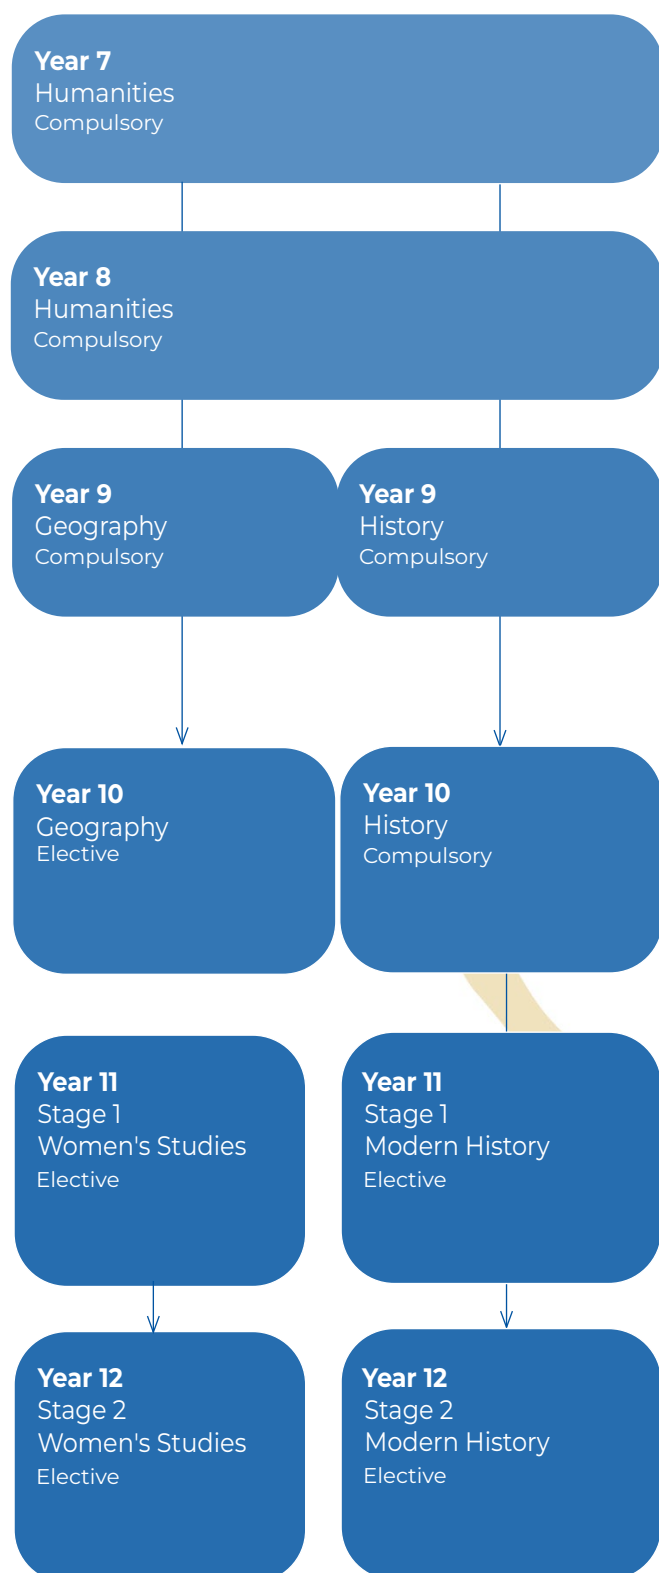 Year 7
Humanities
Compulsory
Year 8
Humanities
Compulsory
Year 9
Geography
Compulsory
Year 9
History
Compulsory
Year 10
Geography
Elective
Year 10
History
Compulsory
Year 11
Stage 1
Women's Studies
Elective
Year 11
Stage 1
Modern History
Elective
Year 12
Stage 2
Women's Studies
Elective
Year 12
Stage 2
Modern History
Elective